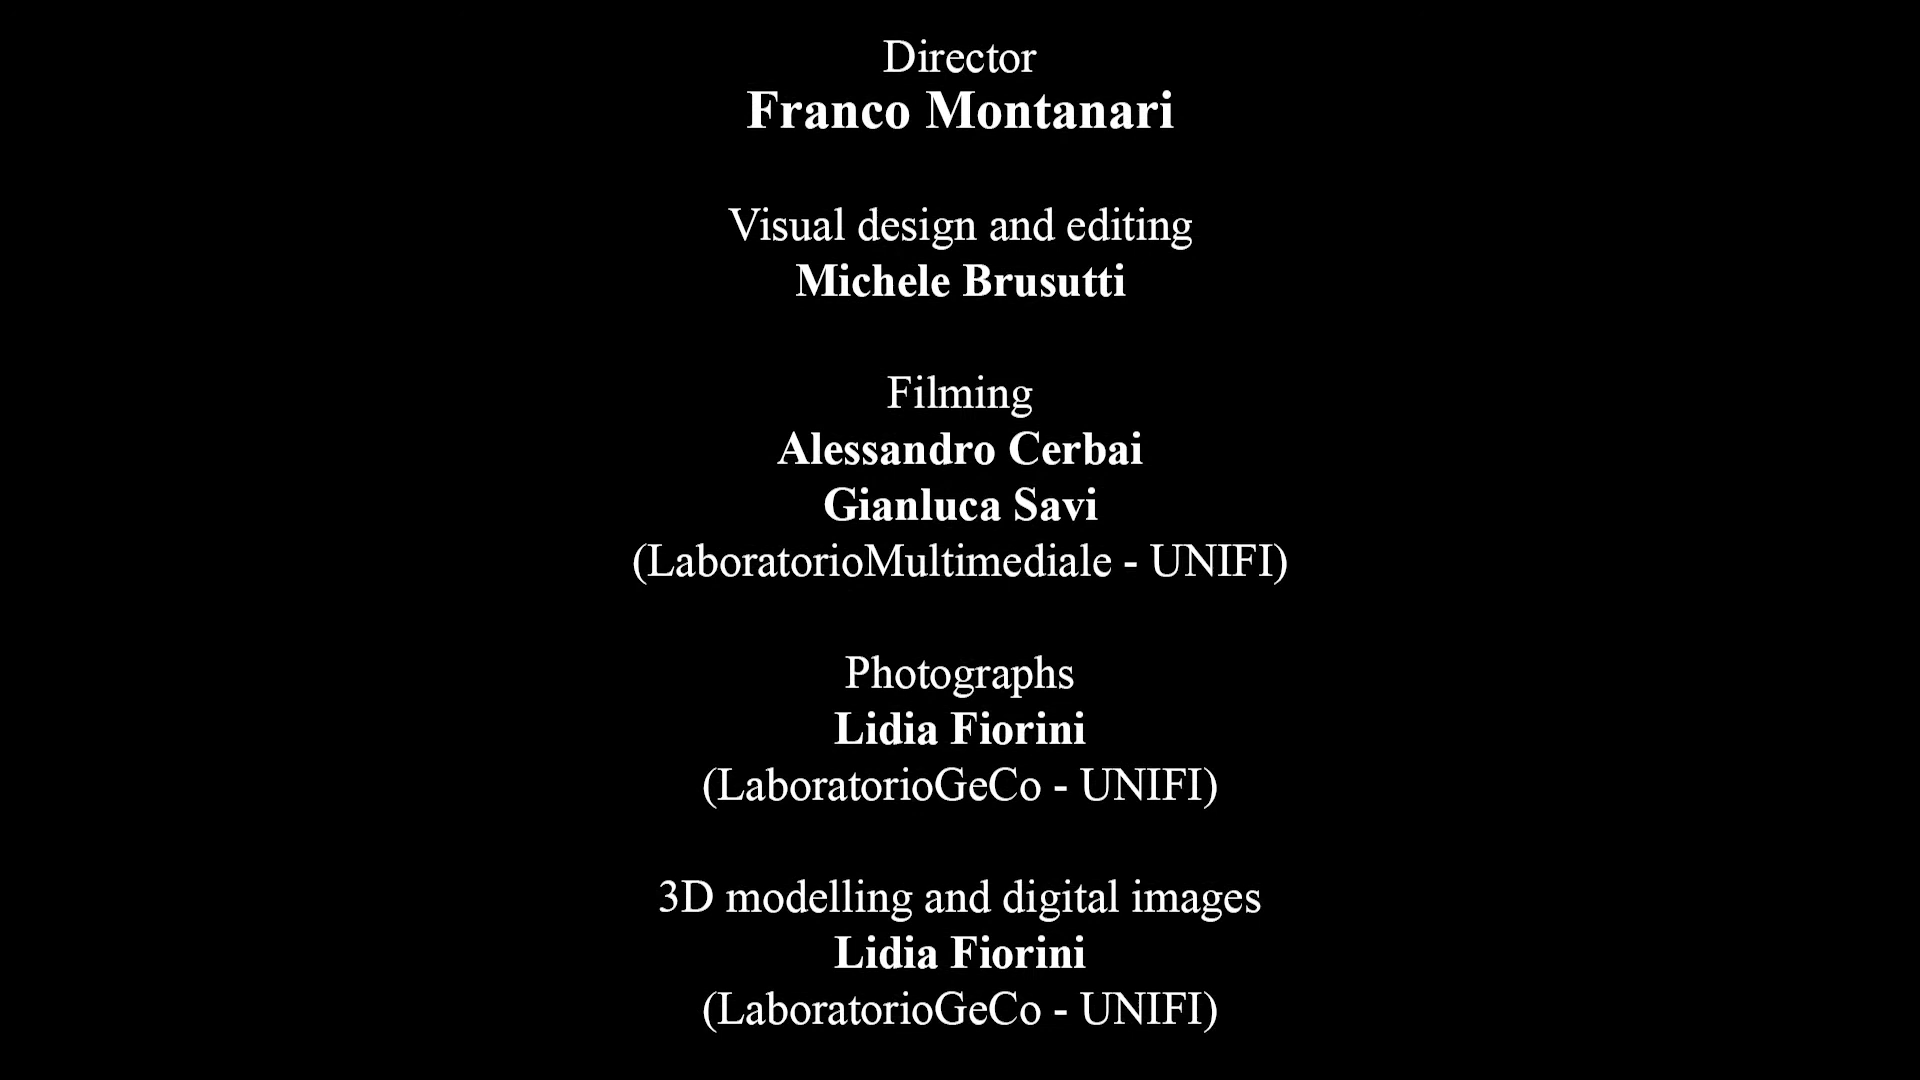 Director
Franco Montanari
Visual design and editing
Michele Brusutti
Filming
Alessandro Cerbai
Gianluca Savi
(LaboratorioMultimediale - UNIFI)
Photographs
Lidia Fiorini
(LaboratorioGeCo - UNIFI)
3D modelling and digital images
Lidia Fiorini
(LaboratorioGeCo - UNIFI)